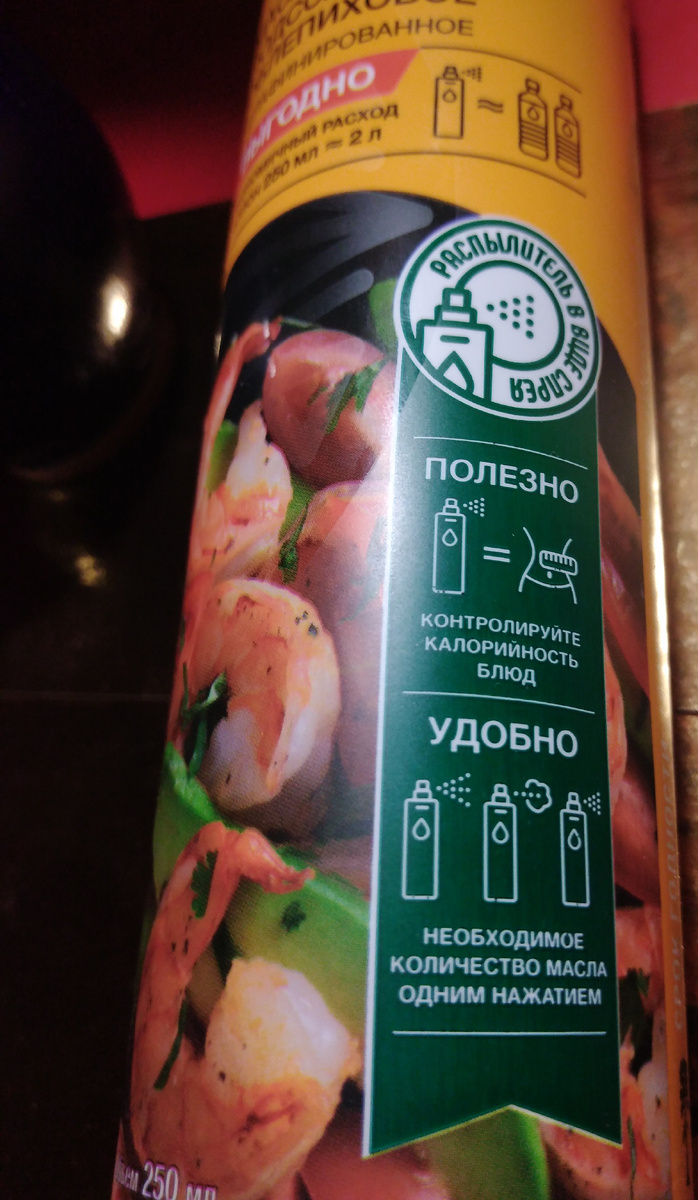 ВЫГОДНО
РАСХОД
250 МЛ ≈ 2 Л
≈
РАСПЫЛИТЕЛЬ В ВИДЕ СПРЕЯ
ПОЛЕЗНО
=
КОНТРОЛИРУЙТЕ
КАЛОРИЙНОСТЬ
БЛЮД
УДОБНО
НЕОБХОДИМОЕ
КОЛИЧЕСТВО МАСЛА
ОДНИМ НАЖАТИЕМ
250 МЛ